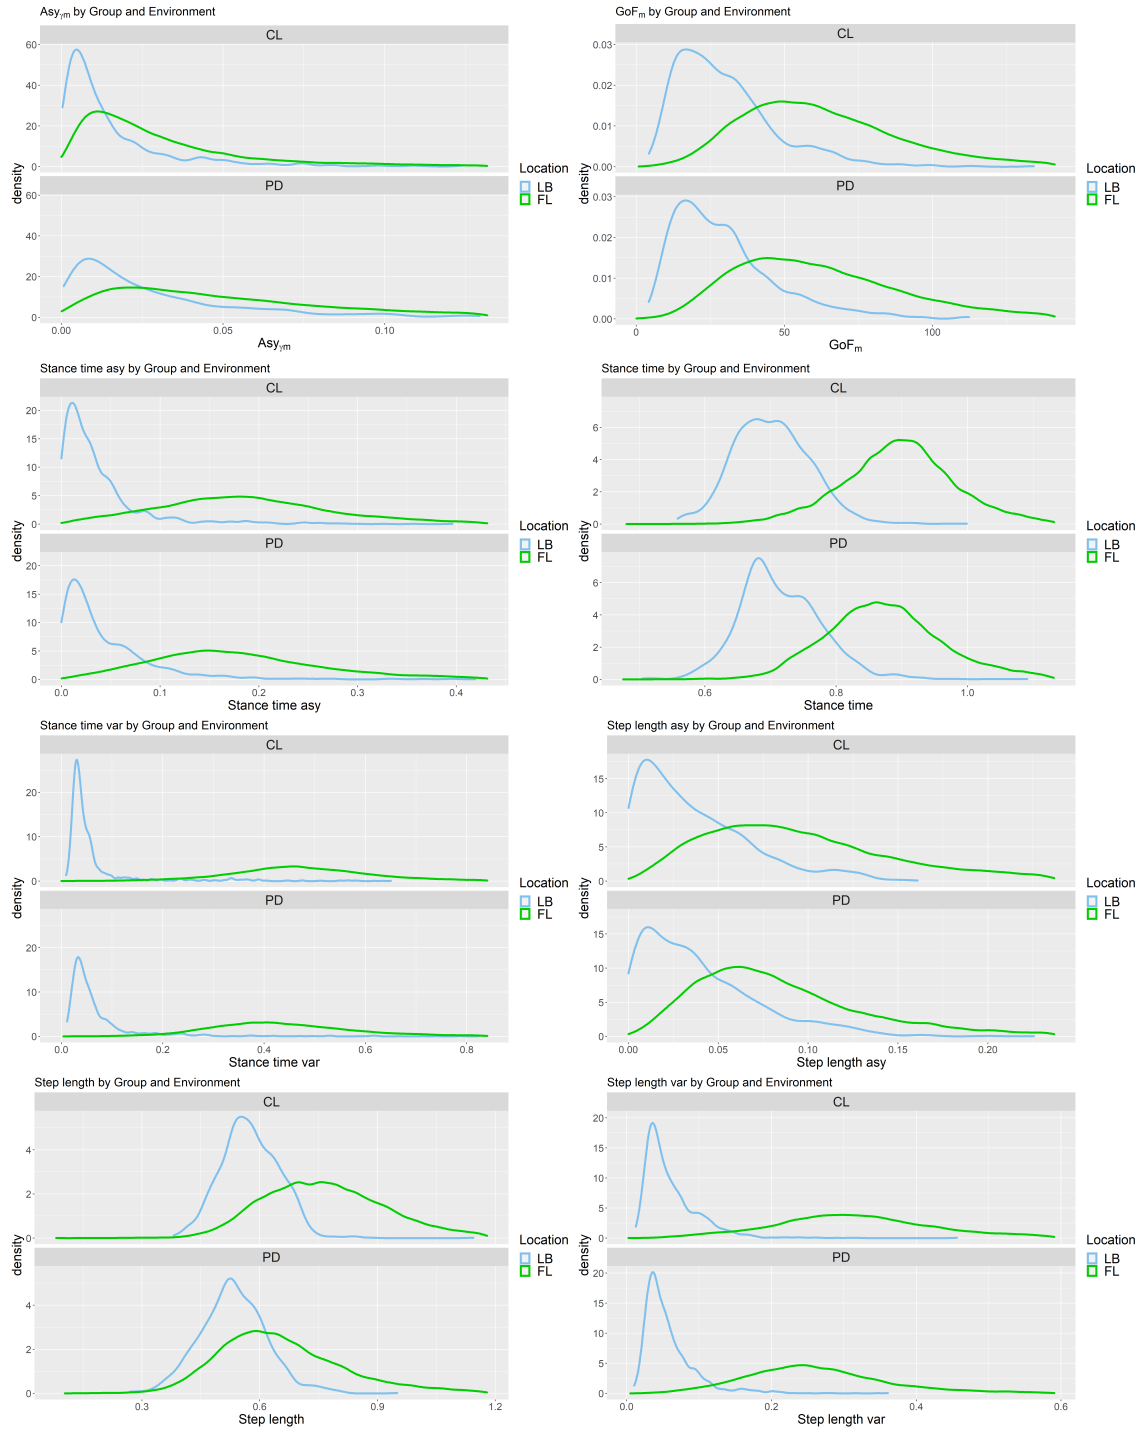 Asyγm by Group and Environment
CL
60
40
20
0
PD
60
40
20
0
0.00 0.05 0.10
Asyγm
density
Location
LB
FL
GoFm by Group and Environment
CL
0.03
0.02
0.01
0.00
PD
0.03
0.02
0.01
0.00
0 50 100
GoFm
density
Location
LB
FL
Stance time asy by Group and Environment
CL
20
15
10
5
0
PD
20
15
10
5
0
0.0 0.1 0.2 0.3 0.4
Stance time asy
density
Location
LB
FL
Stance time by Group and Environment
CL
6
4
2
0
PD
6
4
2
0
0.6 0.8 1.0
Stance time
density
Location
LB
FL
Stance time var by Group and Environment
CL
20
10
0
PD
20
10
0
0.0 0.2 0.4 0.6 0.8
Stance time var
density
Location
LB
FL
Step length asy by Group and Environment
CL
15
10
5
0
PD
15
10
5
0
0.00 0.05 0.10 0.15 0.20
Step length asy
density
Location
LB
FL
Step length by Group and Environment
CL
4
2
0
PD
4
2
0
0.3 0.6 0.9 1.2
Step length
density
Location
LB
FL
Step length var by Group and Environment
CL
20
15
10
5
0
PD
20
15
10
5
0
0.0 0.2 0.4 0.6
Step length var
density
Location
LB
FL